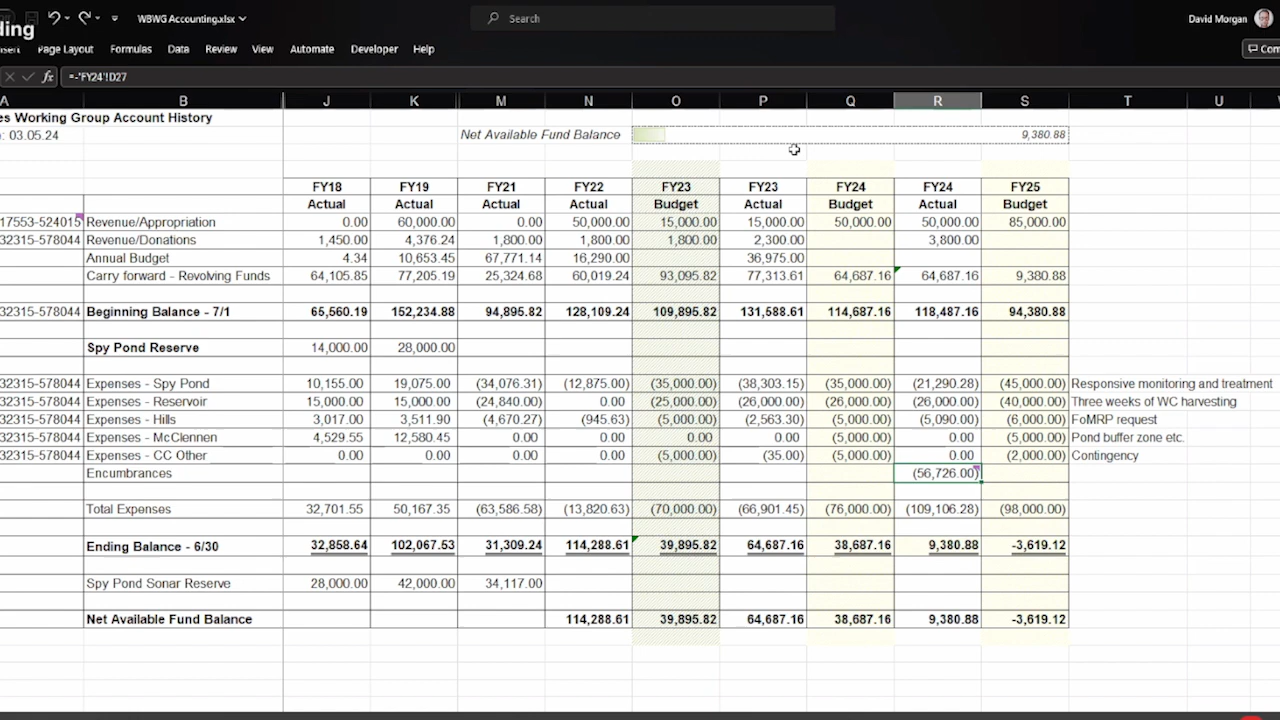 ding
WBWG Accounting.xlsx
Search
David Morgan
nsert Page Layout Formulas Data Review View Automate Developer Help
Com
fx =-'FY24'!D27
A B J K M N O P Q R S T U
es Working Group Account History
: 03.05.24 Net Available Fund Balance 9,380.88
FY18 FY19 FY21 FY22 FY23 FY23 FY24 FY24 FY25
Actual Actual Actual Actual Budget Actual Budget Actual Budget
17553-524015 Revenue/Appropriation 0.00 60,000.00 0.00 50,000.00 15,000.00 15,000.00 50,000.00 50,000.00 85,000.00
32315-578044 Revenue/Donations 1,450.00 4,376.24 1,800.00 1,800.00 1,800.00 2,300.00 3,800.00
Annual Budget 4.34 10,653.45 67,771.14 16,290.00 36,975.00
Carry forward - Revolving Funds 64,105.85 77,205.19 25,324.68 60,019.24 93,095.82 77,313.61 64,687.16 64,687.16 9,380.88
32315-578044 Beginning Balance - 7/1 65,560.19 152,234.88 94,895.82 128,109.24 109,895.82 131,588.61 114,687.16 118,487.16 94,380.88
Spy Pond Reserve 14,000.00 28,000.00
32315-578044 Expenses - Spy Pond 10,155.00 19,075.00 (34,076.31) (12,875.00) (35,000.00) (38,303.15) (35,000.00) (21,290.28) (45,000.00) Responsive monitoring and treatment
32315-578044 Expenses - Reservoir 15,000.00 15,000.00 (24,840.00) 0.00 (25,000.00) (26,000.00) (26,000.00) (26,000.00) (40,000.00) Three weeks of WC harvesting
32315-578044 Expenses - Hills 3,017.00 3,511.90 (4,670.27) (945.63) (5,000.00) (2,563.30) (5,000.00) (5,090.00) (6,000.00) FoMRP request
32315-578044 Expenses - McClennen 4,529.55 12,580.45 0.00 0.00 0.00 0.00 (5,000.00) 0.00 (5,000.00) Pond buffer zone etc.
32315-578044 Expenses - CC Other 0.00 0.00 0.00 0.00 (5,000.00) (35.00) (5,000.00) 0.00 (2,000.00) Contingency
Encumbrances (56,726.00)
Total Expenses 32,701.55 50,167.35 (63,586.58) (13,820.63) (70,000.00) (66,901.45) (76,000.00) (109,106.28) (98,000.00)
Ending Balance - 6/30 32,858.64 102,067.53 31,309.24 114,288.61 39,895.82 64,687.16 38,687.16 9,380.88 -3,619.12
Spy Pond Sonar Reserve 28,000.00 42,000.00 34,117.00
Net Available Fund Balance 114,288.61 39,895.82 64,687.16 38,687.16 9,380.88 -3,619.12